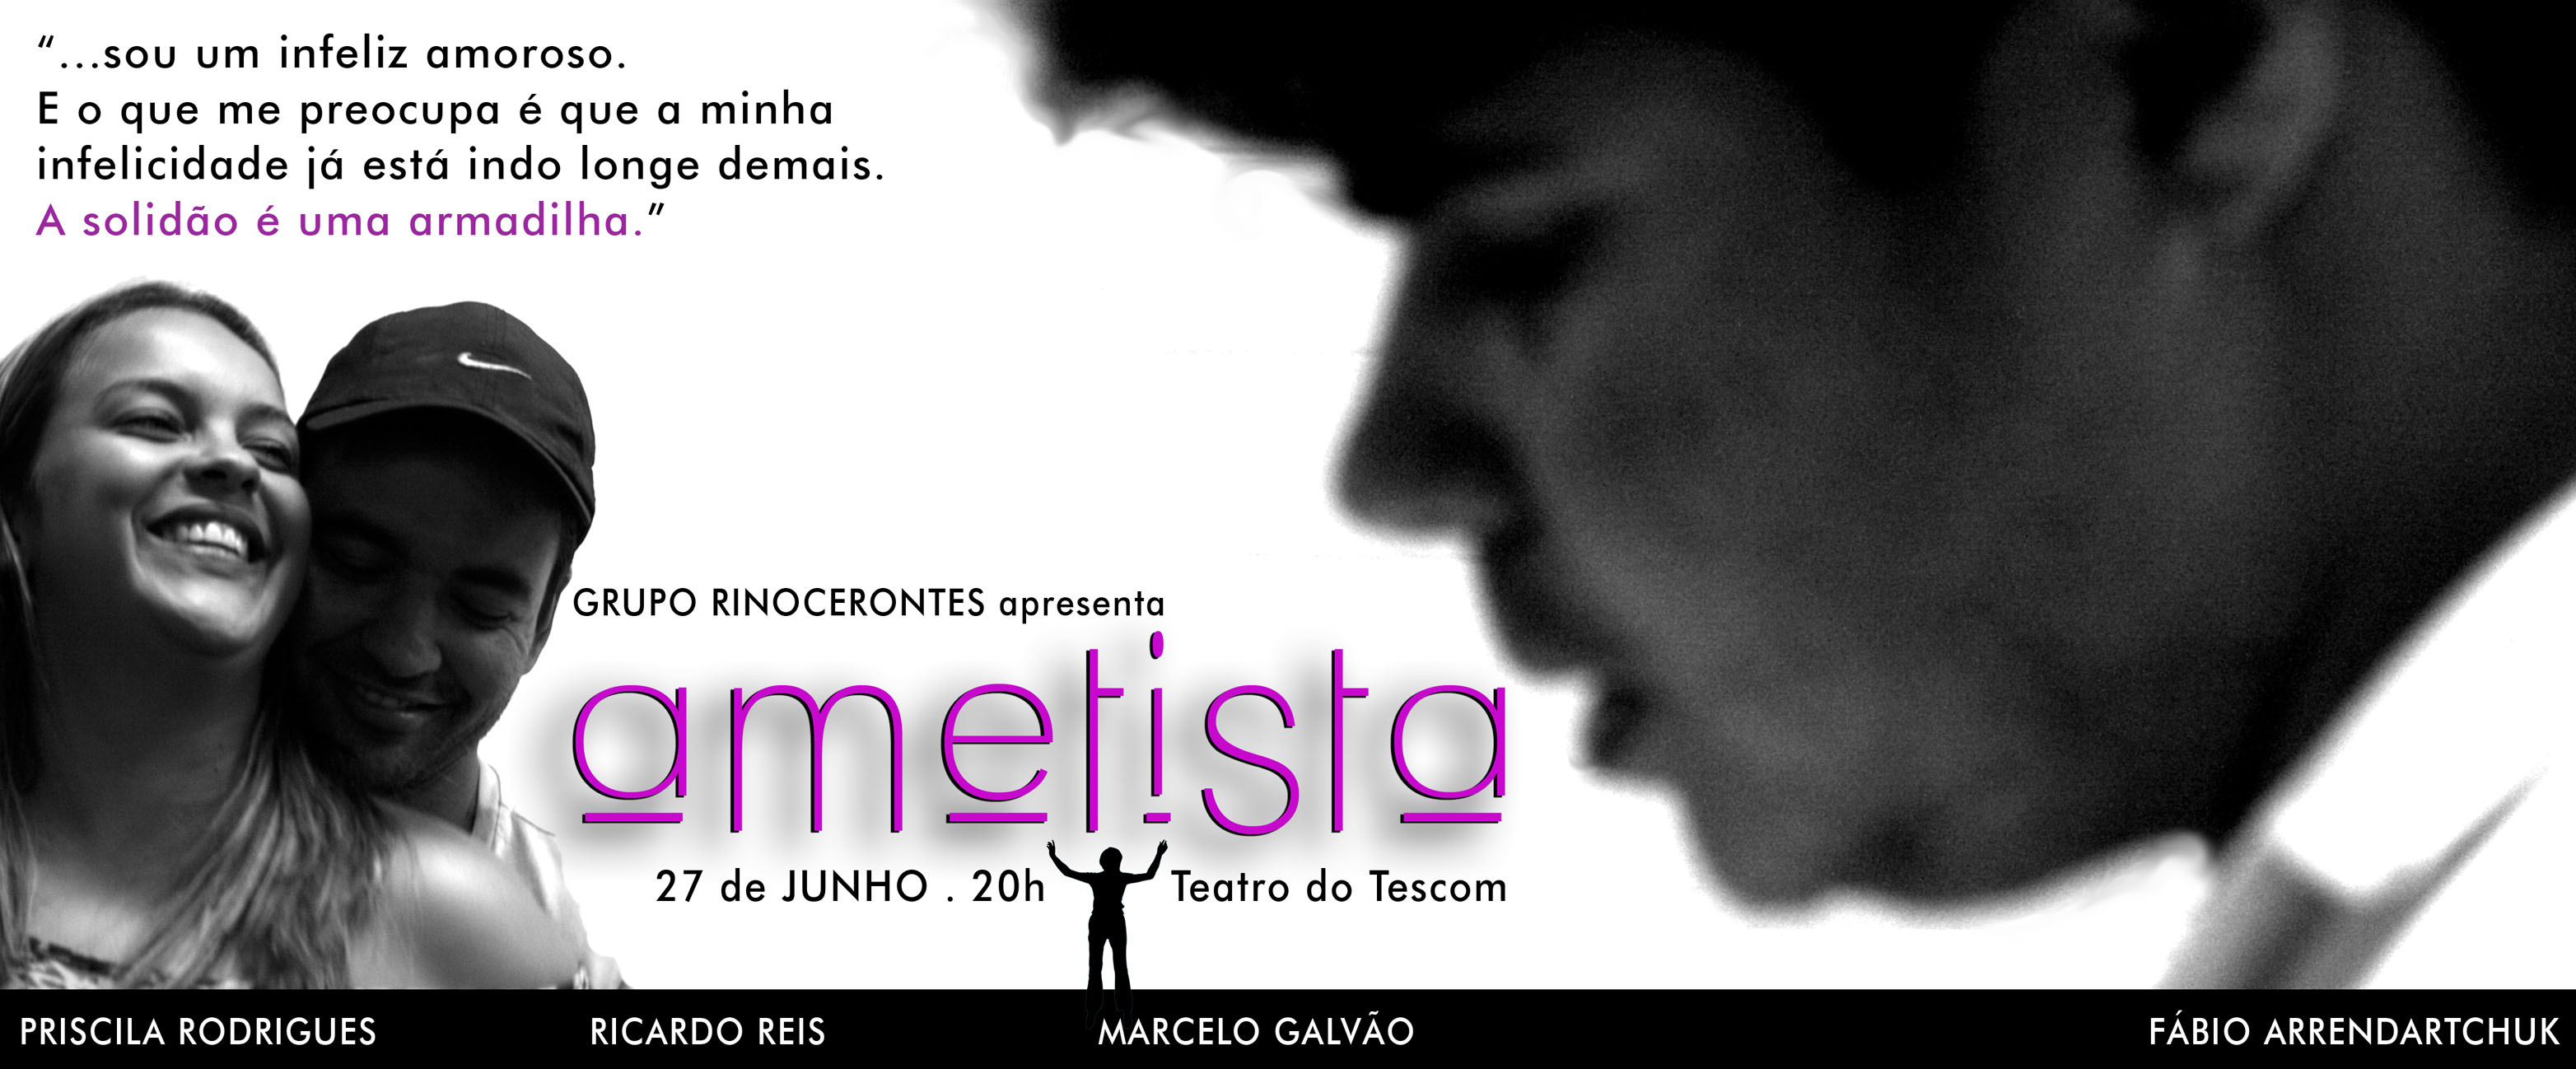 “...sou um infeliz amoroso.
E o que me preocupa é que a minha
infelicidade já está indo longe demais.
A solidão é uma armadilha.”
GRUPO RINOCERONTES apresenta
ametista
27 de JUNHO . 20h Teatro do Tescom
PRISCILA RODRIGUES RICARDO REIS MARCELO GALVÃO FÁBIO ARRENDARTCHUK